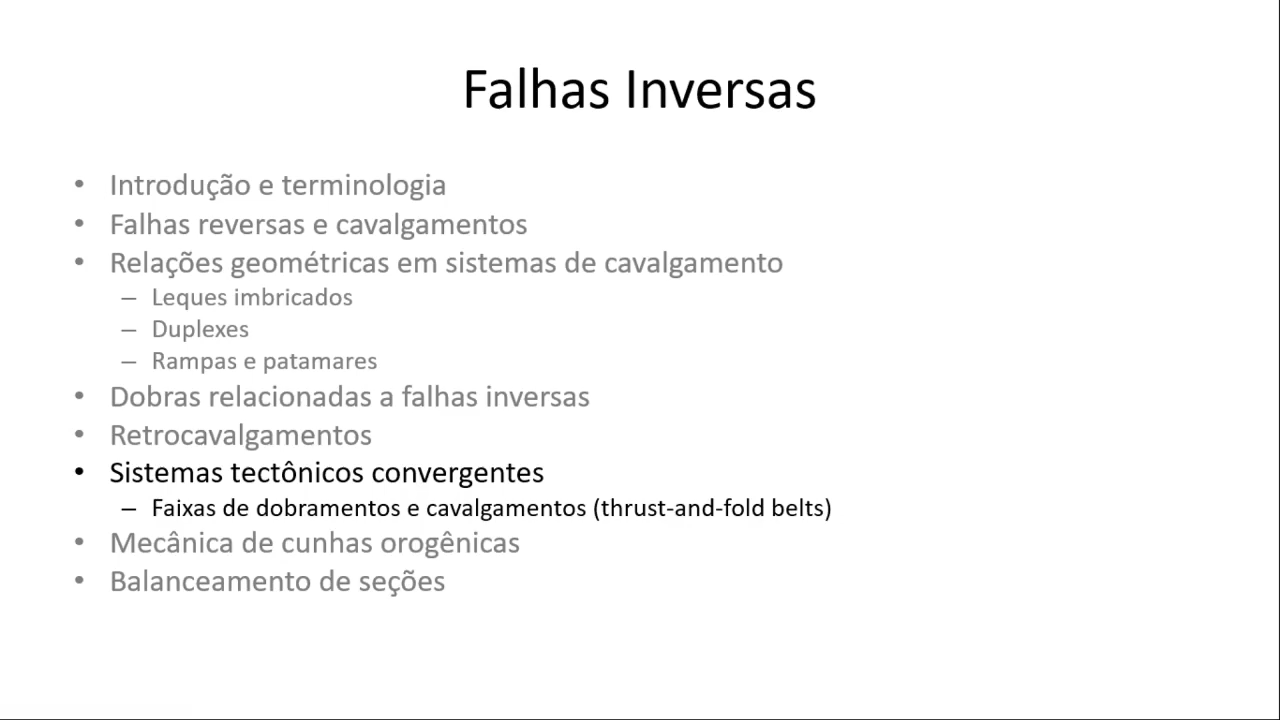 Falhas Inversas
• Introdução e terminologia
• Falhas reversas e cavalgamentos
• Relações geométricas em sistemas de cavalgamento
– Leques imbricados
– Duplexes
– Rampas e patamares
• Dobras relacionadas a falhas inversas
• Retrocavalgamentos
• Sistemas tectônicos convergentes
– Faixas de dobramentos e cavalgamentos (thrust-and-fold belts)
• Mecânica de cunhas orogênicas
• Balanceamento de seções